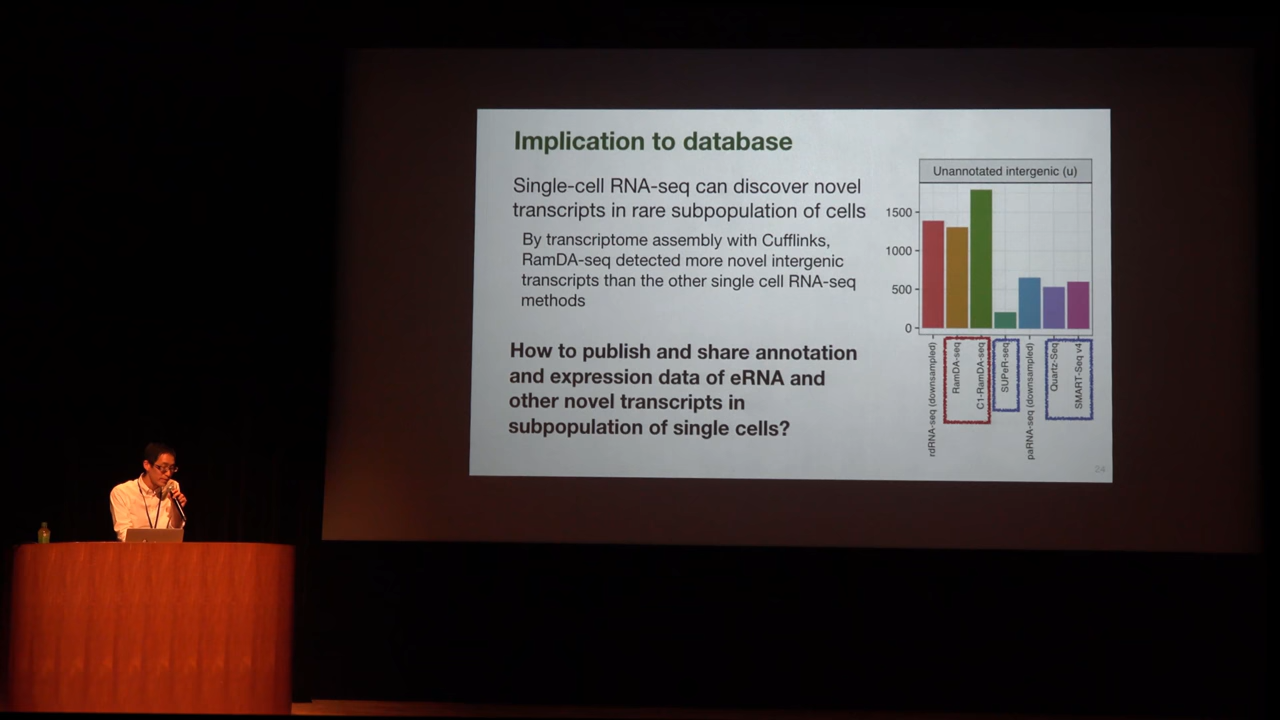 Implication to database
Single-cell RNA-seq can discover novel
transcripts in rare subpopulation of cells
By transcriptome assembly with Cufflinks,
RamDA-seq detected more novel intergenic
transcripts than the other single cell RNA-seq
methods
How to publish and share annotation
and expression data of eRNA and
other novel transcripts in
subpopulation of single cells?
Unannotated intergenic (u)
1500
1000
500
0
rdRNA-seq (downsampled)
RamDA-seq
C1-RamDA-seq
SUPeR-seq
paRNA-seq (downsampled)
Quartz-Seq
SMART-Seq v4
24